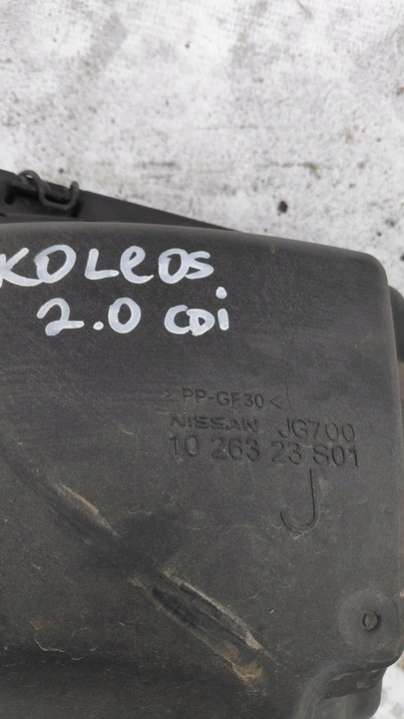 KOLEOS
2.0 CDi
>PP-GF30<
NISSAN JG700
10 263 23 S01
J